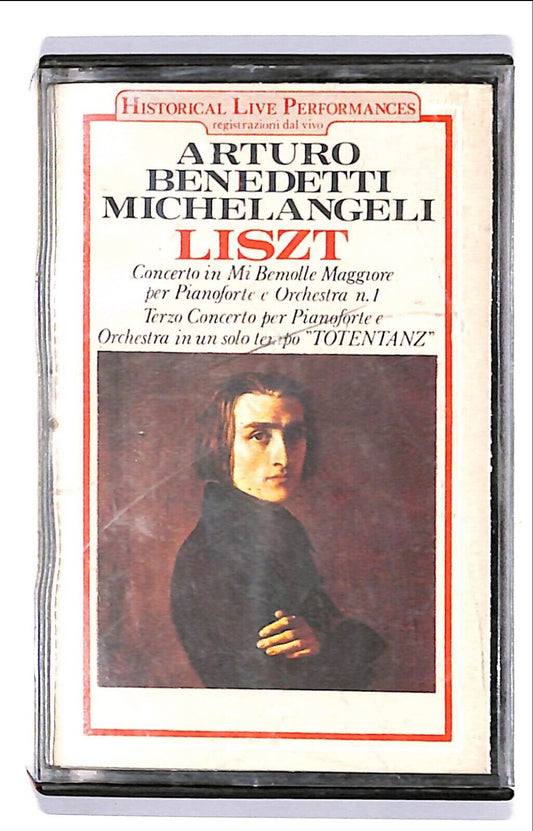 HISTORICAL LIVE PERFORMANCES
registrazioni dal vivo
ARTURO
BENEDETTI
MICHELANGELI
LISZT
Concerto in Mi Bemolle Maggiore
per Pianoforte e Orchestra n. 1
Terzo Concerto per Pianoforte e
Orchestra in un solo tempo "TOTENTANZ"